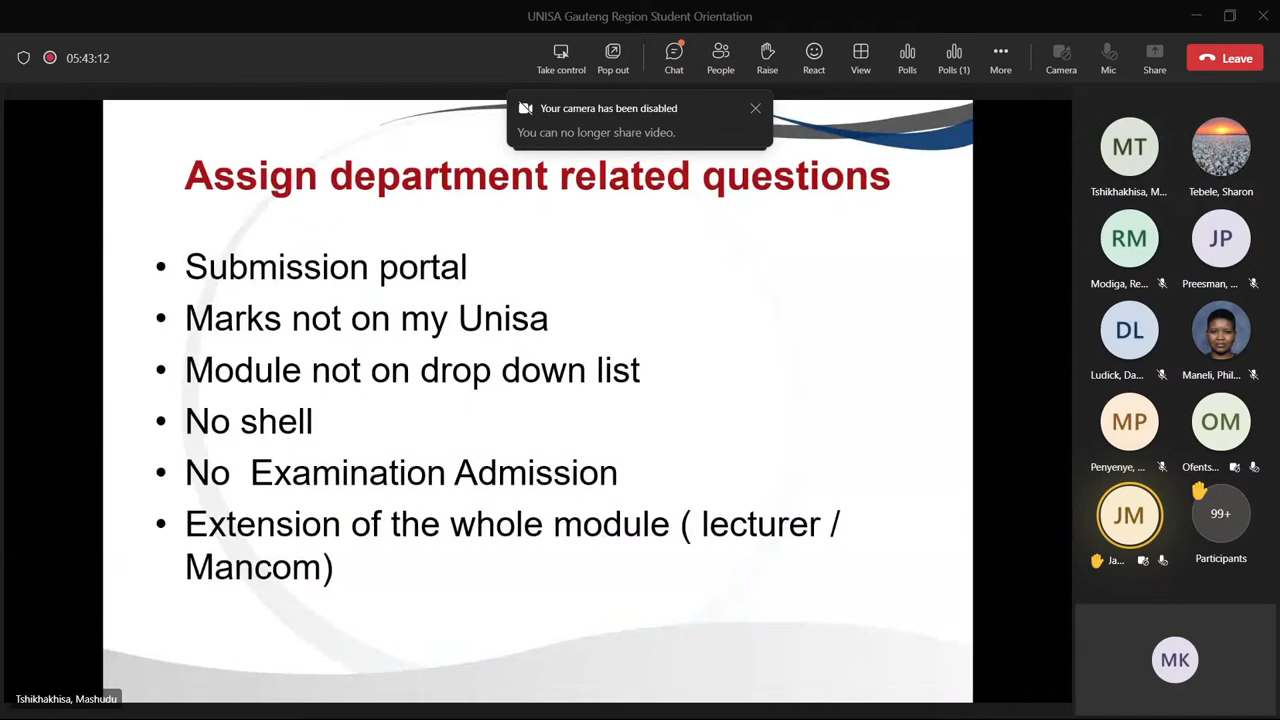 UNISA Gauteng Region Student Orientation
05:43:12
Take control
Pop out
Chat
People
Raise
React
View
Polls
Polls (1)
More
Camera
Mic
Share
Leave
Your camera has been disabled
You can no longer share video.
Assign department related questions
• Submission portal
• Marks not on my Unisa
• Module not on drop down list
• No shell
• No Examination Admission
• Extension of the whole module ( lecturer /
Mancom)
Tshikhakhisa, Mashudu
MT
Tshikhakhisa, M...
Tebele, Sharon
RM
Modiga, Re...
JP
Preesman, ...
DL
Ludick, Da...
Maneli, Phil...
MP
Penyenye, ...
OM
Ofents...
JM
Ja...
99+
Participants
MK